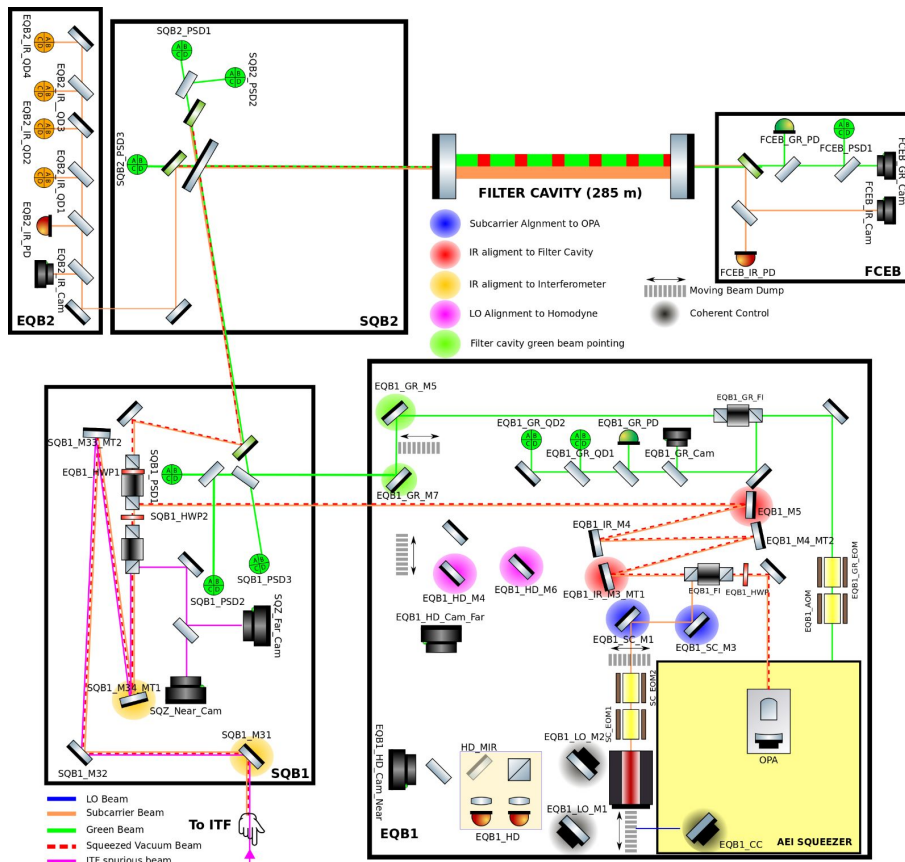 SQB2_PSD1
EQB2_IR_QD4
EQB2_IR_QD3
EQB2_IR_QD2
EQB2_IR_QD1
EQB2_IR_PD
EQB2_IR_Cam
EQB2
SQB2_PSD2
SQB2_PSD3
SQB2
FILTER CAVITY (285 m)
FCEB_GR_PD
FCEB_PSD1
FCEB_GR_Cam
FCEB_IR_Cam
FCEB_IR_PD
FCEB
Subcarrier Alignment to OPA
IR aligment to Filter Cavity
IR aligment to Interferometer
LO Alignment to Homodyne
Filter cavity green beam pointing
Moving Beam Dump
Coherent Control
SQB1_M33_MT2
EQB1_HWP1
SQB1_PSD1
SQB1_HWP2
SQB1_PSD2
SQB1_PSD3
SQZ_Far_Cam
SQB1_M34_MT1
SQZ_Near_Cam
SQB1_M31
SQB1_M32
SQB1
EQB1_GR_M5
EQB1_GR_FI
EQB1_GR_QD2
EQB1_GR_PD
EQB1_GR_QD1
EQB1_GR_Cam
EQB1_GR_M7
EQB1_M5
EQB1_IR_M4
EQB1_M4_MT2
EQB1_HD_M4
EQB1_HD_M6
EQB1_IR_M3_MT1
EQB1_FI
EQB1_HWP
EQB1_GR_EOM
EQB1_AOM
EQB1_HD_Cam_Far
EQB1_SC_M1
EQB1_SC_M3
SC_EOM2
SC_EOM1
OPA
EQB1_HD_Cam_Near
HD_MIR
EQB1_LO_M2
EQB1_LO_M1
EQB1_HD
EQB1_CC
EQB1
AEI SQUEEZER
LO Beam
Subcarrier Beam
Green Beam
Squeezed Vacuum Beam
ITF spurious beam
To ITF